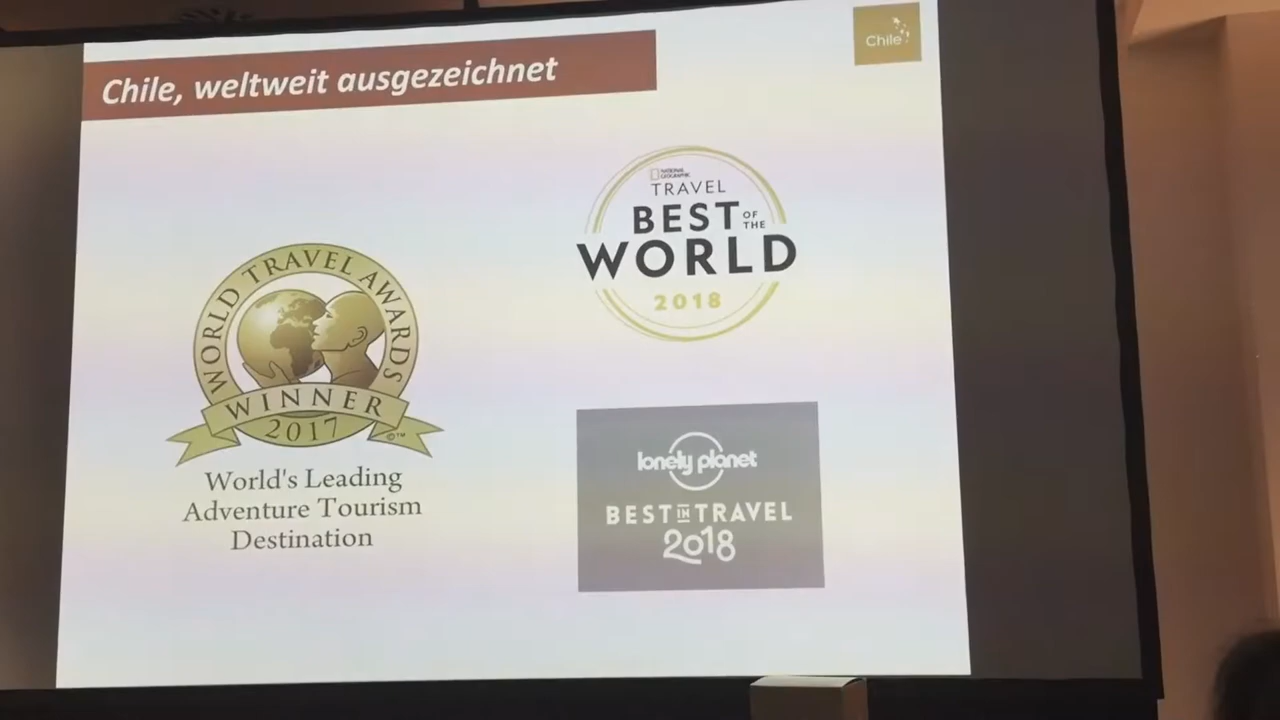 Chile, weltweit ausgezeichnet
Chile
NATIONAL
GEOGRAPHIC
TRAVEL
BEST OF THE
WORLD
2018
WORLD TRAVEL AWARDS
WINNER
2017
©™
World's Leading
Adventure Tourism
Destination
lonely planet
BEST IN TRAVEL
2018